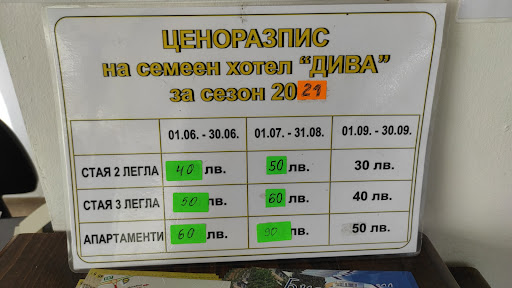 ЦЕНОРАЗПИС
на семеен хотел “ДИВА”
за сезон 2021
01.06. - 30.06. 01.07. - 31.08. 01.09. - 30.09.
СТАЯ 2 ЛЕГЛА 40 лв. 50 лв. 30 лв.
СТАЯ 3 ЛЕГЛА 50 лв. 60 лв. 40 лв.
АПАРТАМЕНТИ 60 лв. 90 лв. 50 лв.